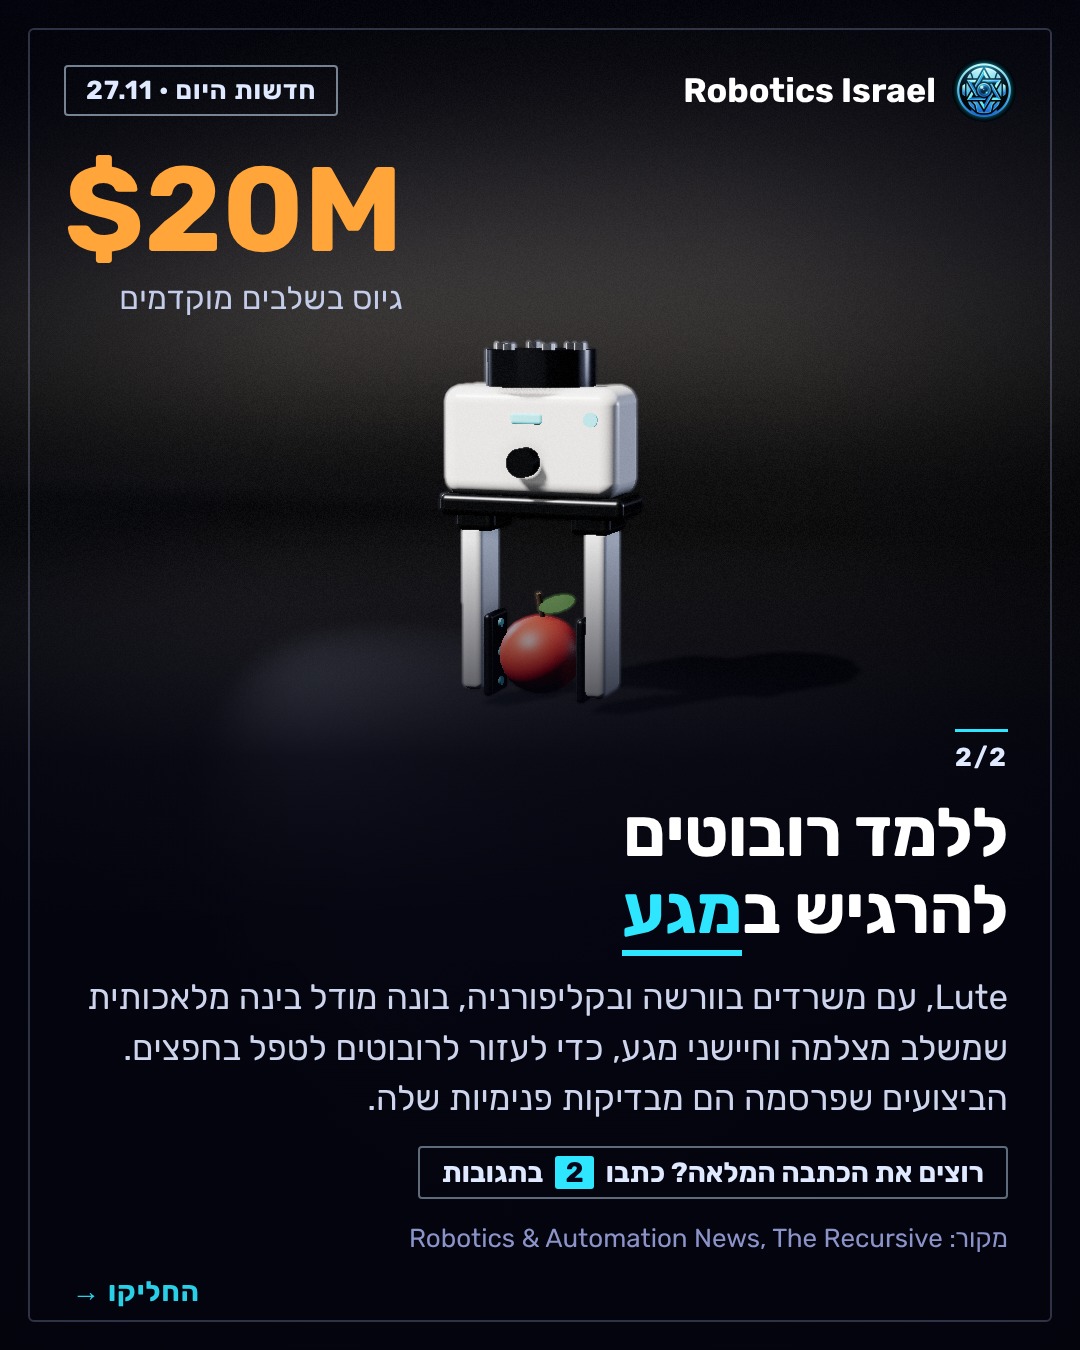 Robotics Israel
חדשות היום • 27.11
$20M
גיוס בשלבים מוקדמים
2/2
ללמד רובוטים
להרגיש במגע
Lute, עם משרדים בוורשה ובקליפורניה, בונה מודל בינה מלאכותית
שמשלב מצלמה וחיישני מגע, כדי לעזור לרובוטים לטפל בחפצים.
הביצועים שפרסמה הם מבדיקות פנימיות שלה.
רוצים את הכתבה המלאה? כתבו 2 בתגובות
מקור: Robotics & Automation News, The Recursive
החליקו →